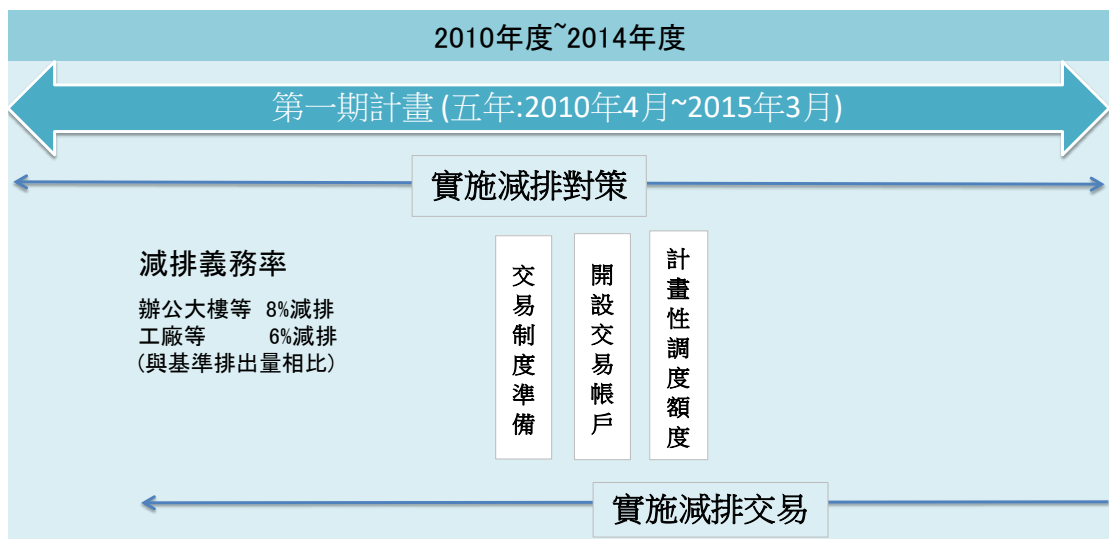 2010年度~2014年度
第一期計畫 (五年:2010年4月~2015年3月)
實施減排對策
減排義務率
辦公大樓等 8%減排
工廠等 6%減排
(與基準排出量相比)
交易制度準備
開設交易帳戶
計畫性調度額度
實施減排交易